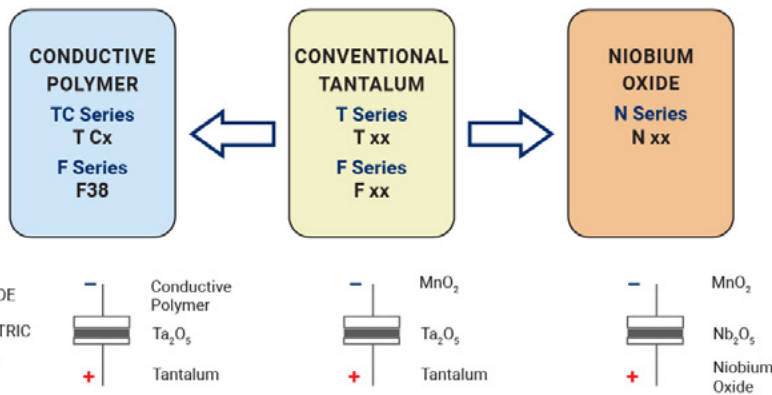 CONDUCTIVE
POLYMER
TC Series
T Cx
F Series
F38
CONVENTIONAL
TANTALUM
T Series
T xx
F Series
F xx
NIOBIUM
OXIDE
N Series
N xx
DE
TRIC
−
Conductive
Polymer
Ta₂O₅
+
Tantalum
−
MnO₂
Ta₂O₅
+
Tantalum
−
MnO₂
Nb₂O₅
+
Niobium
Oxide